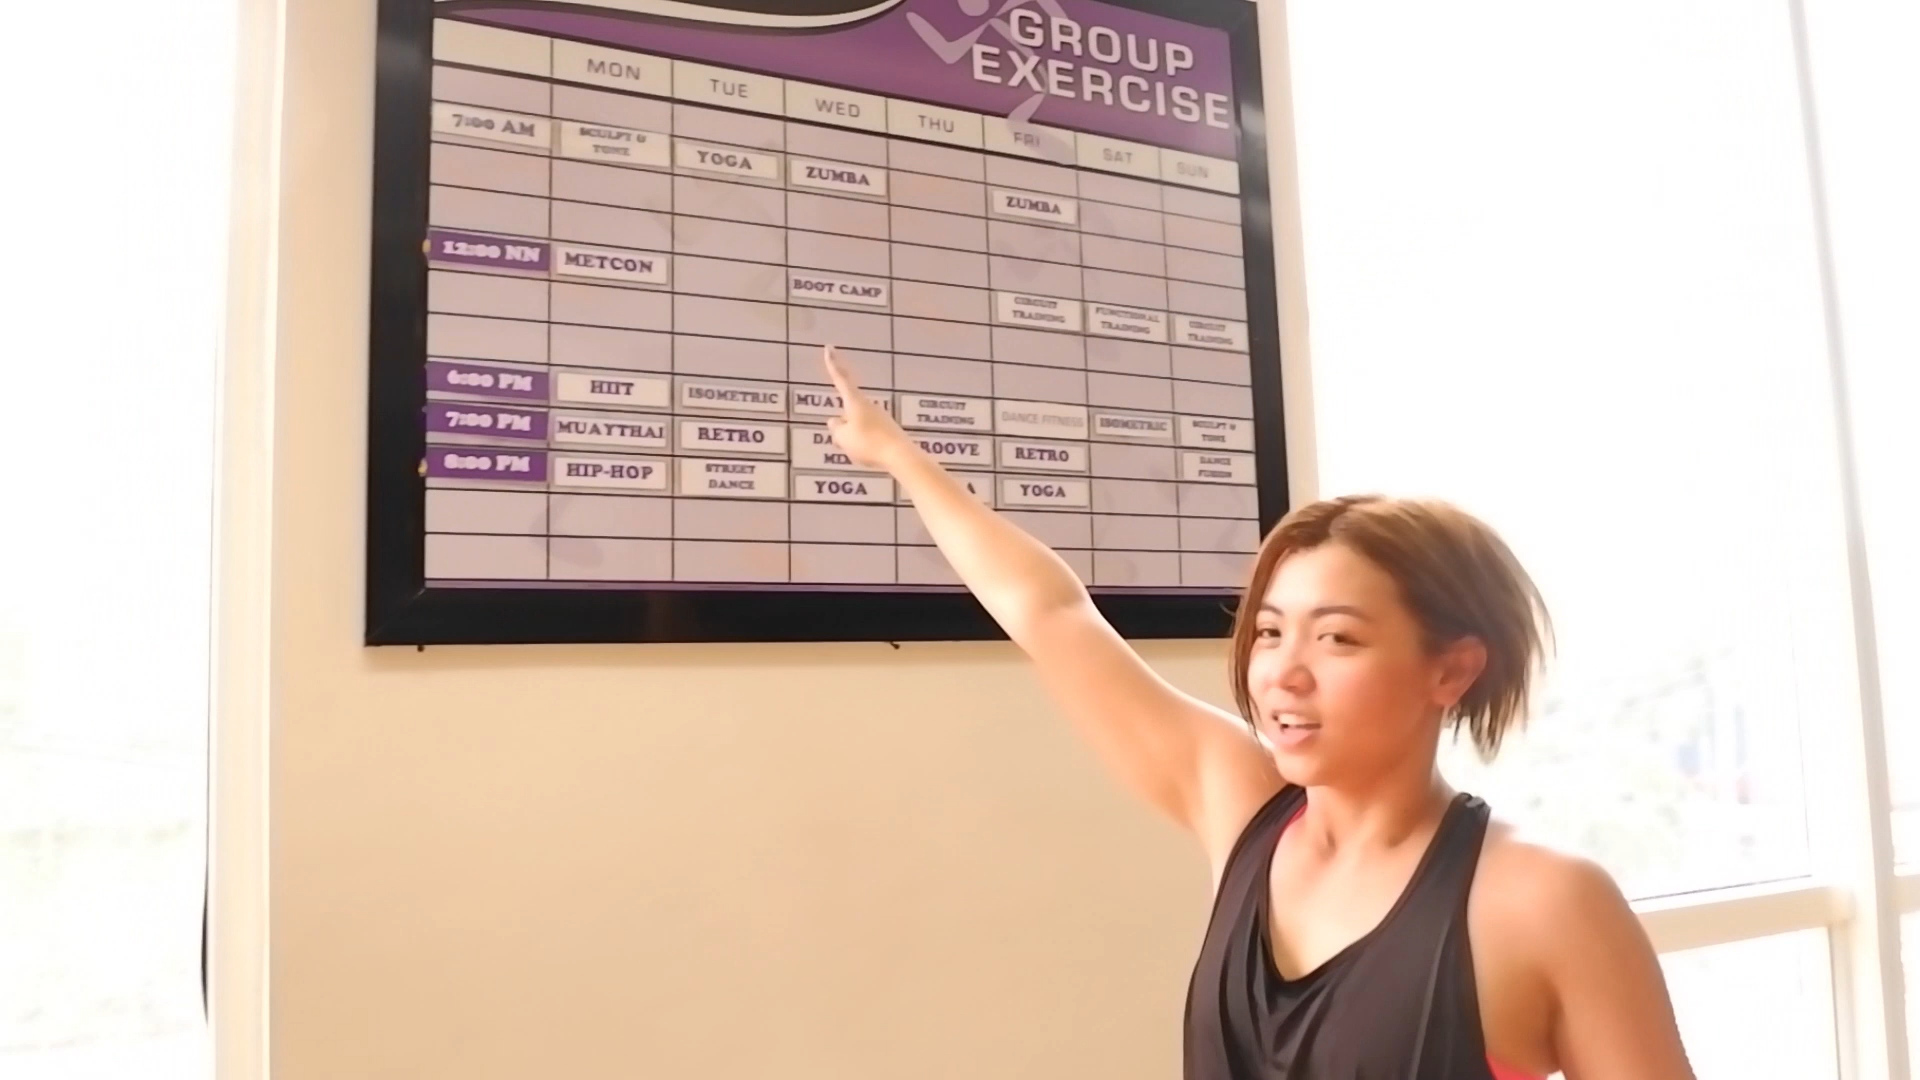 GROUP
EXERCISE
MON TUE WED THU FRI SAT SUN
7:00 AM SCULPT & TONE YOGA ZUMBA ZUMBA
12:00 NN METCON BOOT CAMP CIRCUIT TRAINING FUNCTIONAL TRAINING CIRCUIT TRAINING
6:00 PM HIIT ISOMETRIC CIRCUIT TRAINING DANCE FITNESS ISOMETRIC SCULPT & TONE
7:00 PM MUAYTHAI RETRO RETRO DANCE FUSION
8:00 PM HIP-HOP STREET DANCE YOGA YOGA